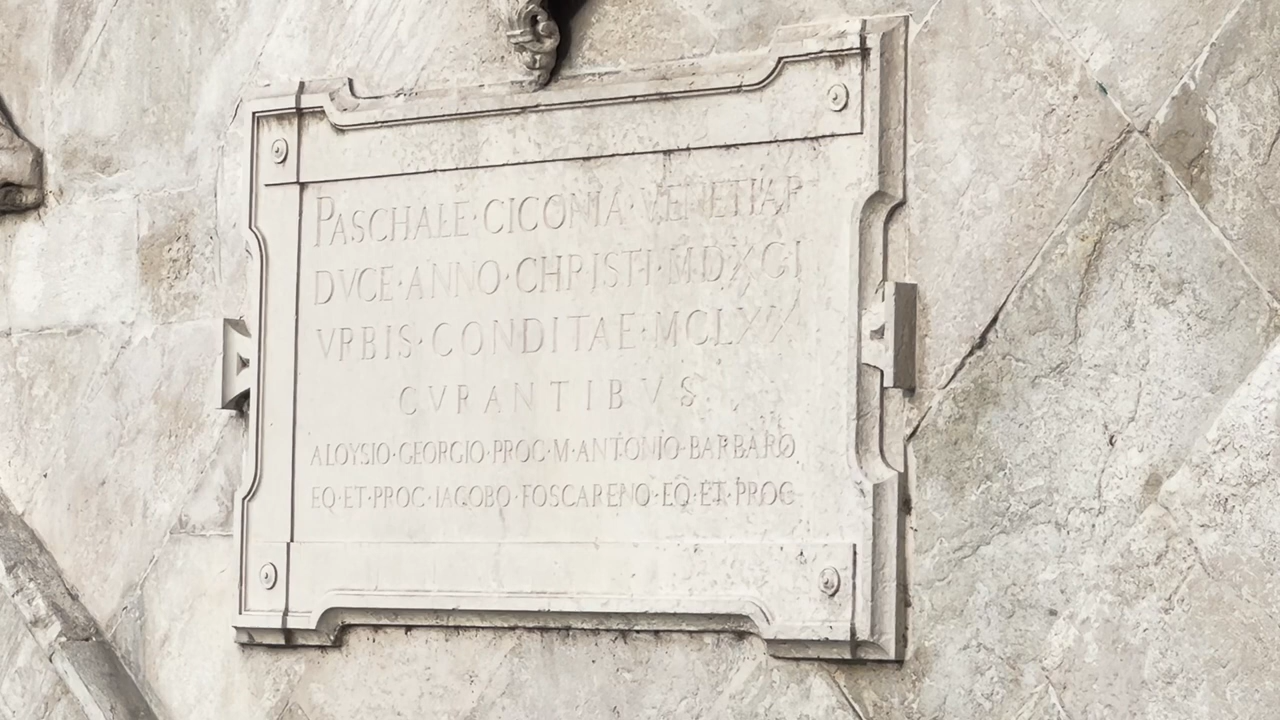 PASCHALE·CICONIA·VENETIAR
DVCE·ANNO·CHRISTI·MDXCI
VRBIS·CONDITAE·MCLXX
CVRANTIBVS
ALOYSIO·GEORGIO·PROC·M·ANTONIO·BARBARO
EQ·ET·PROC·IACOBO·FOSCARENO·EQ·ET·PROC